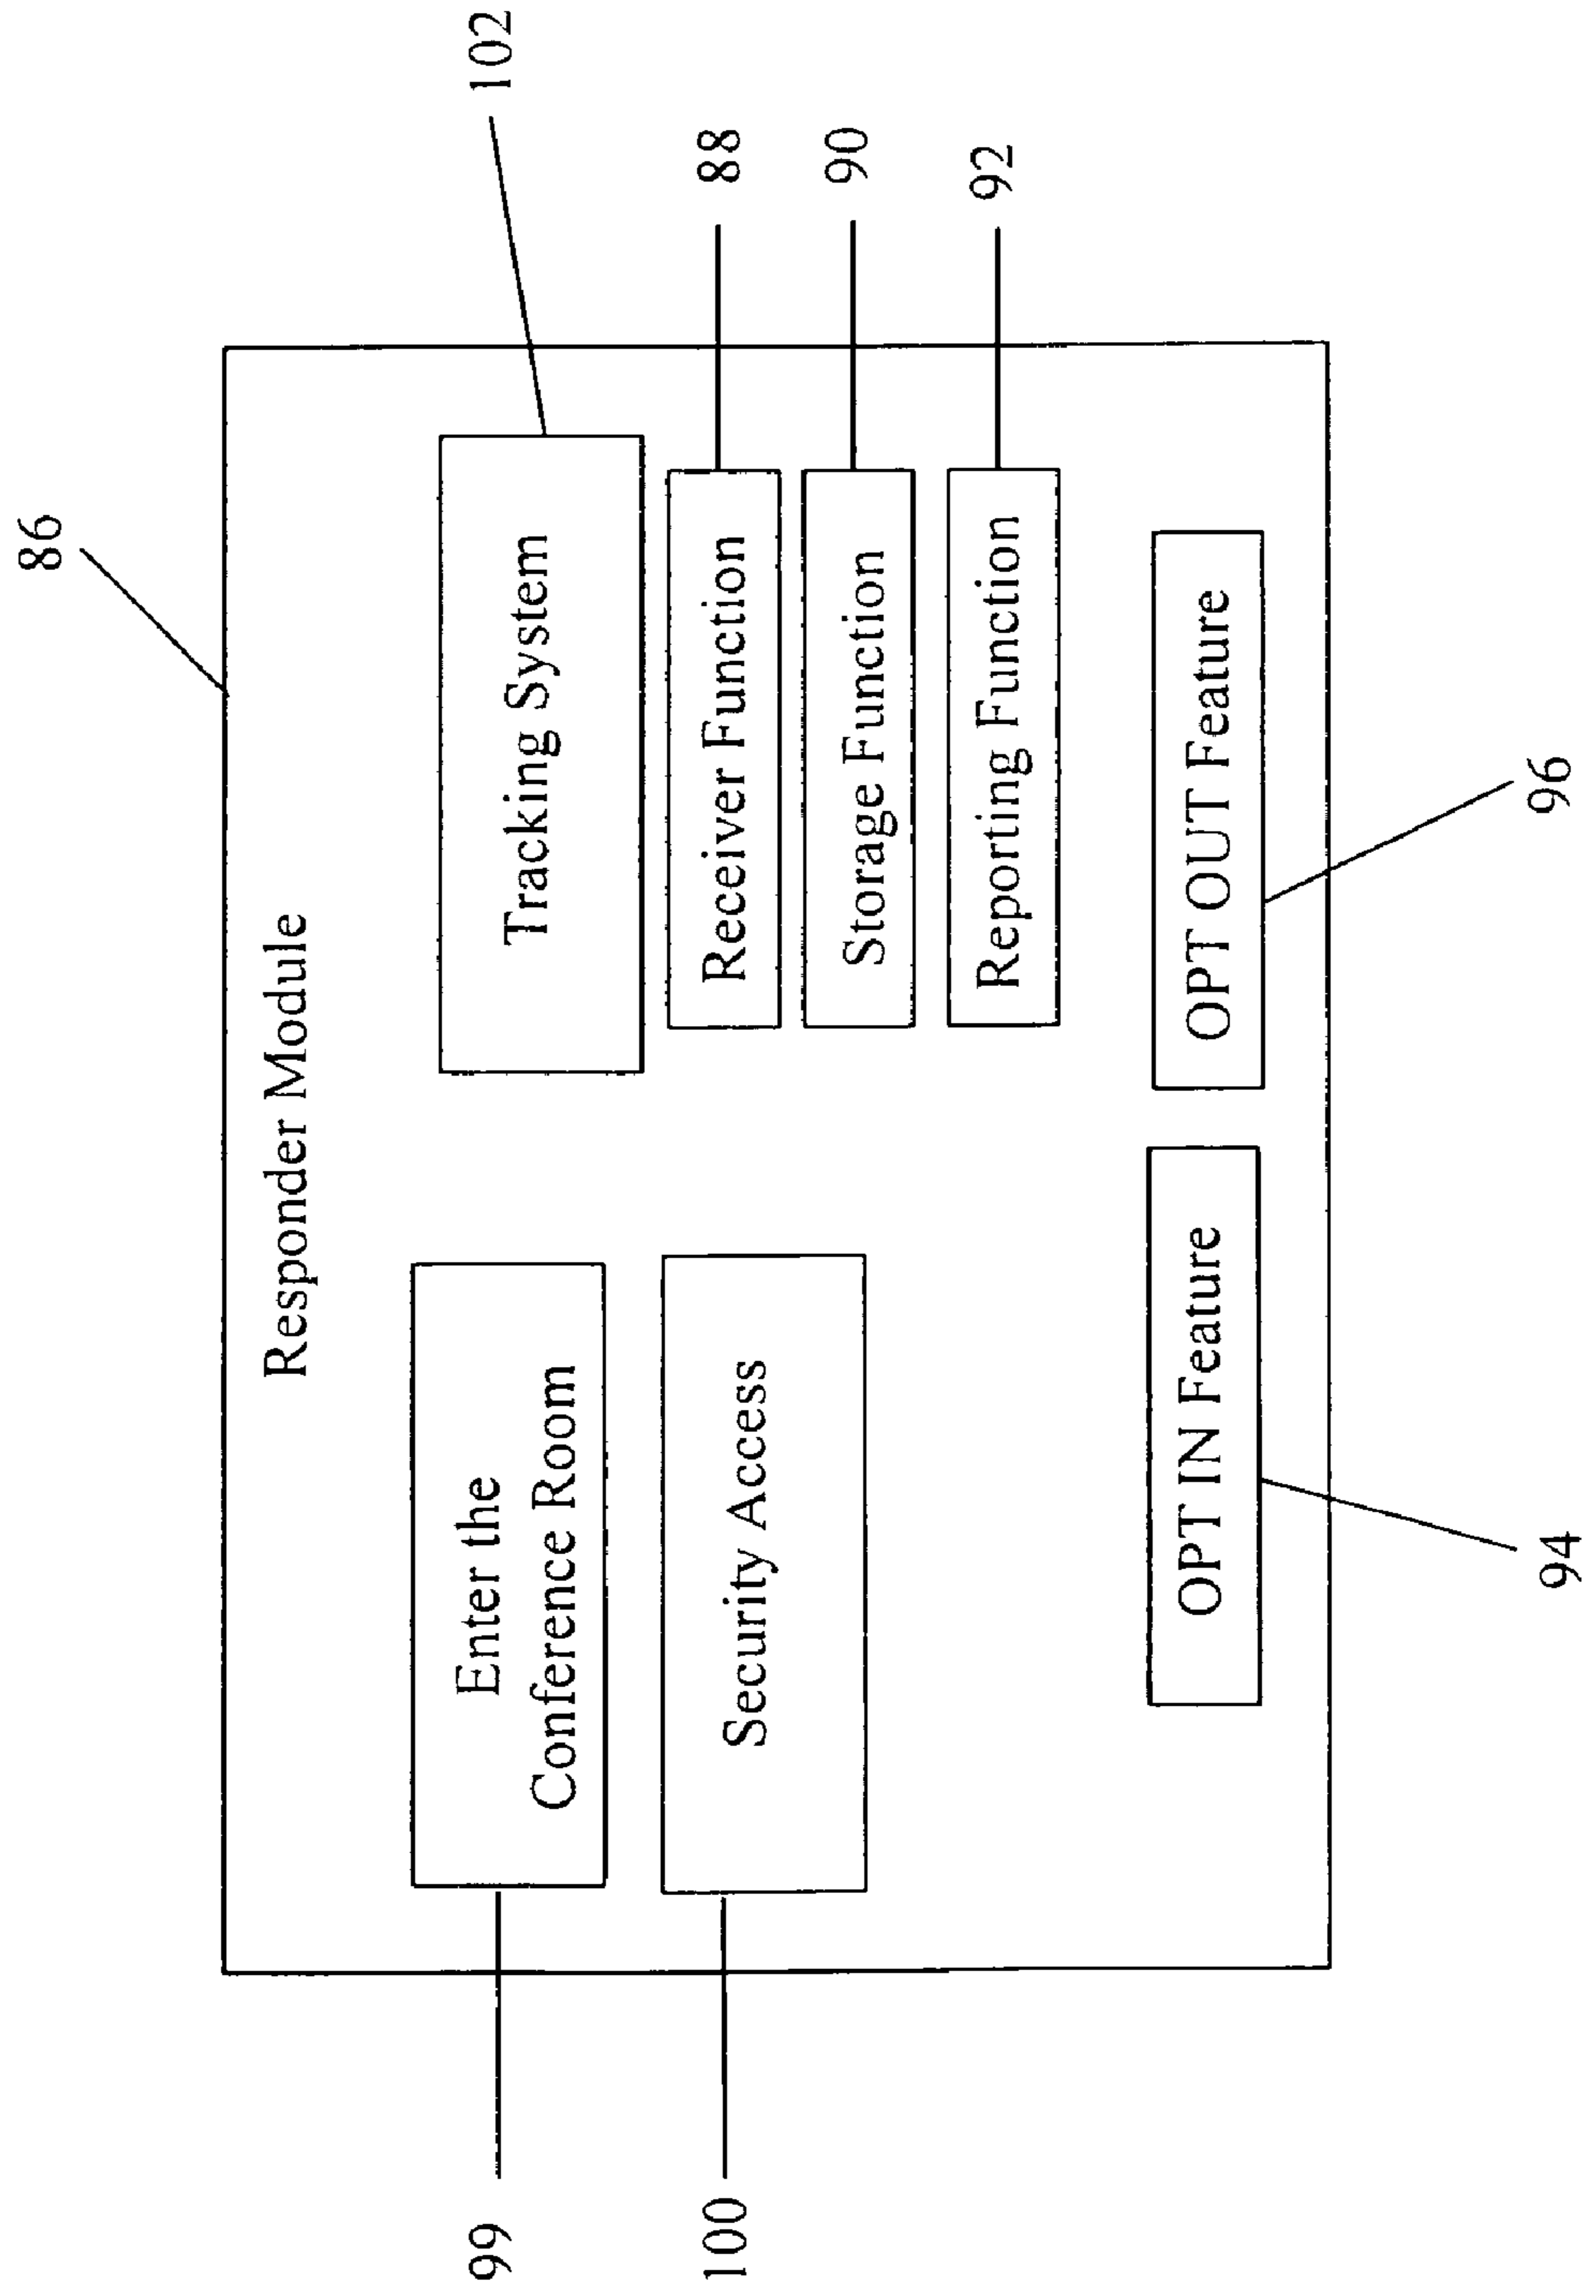 86
Responder Module
102
Enter the
Conference Room
Tracking System
99
Security Access
Receiver Function
88
100
Storage Function
90
Reporting Function
92
OPT IN Feature
OPT OUT Feature
94
96